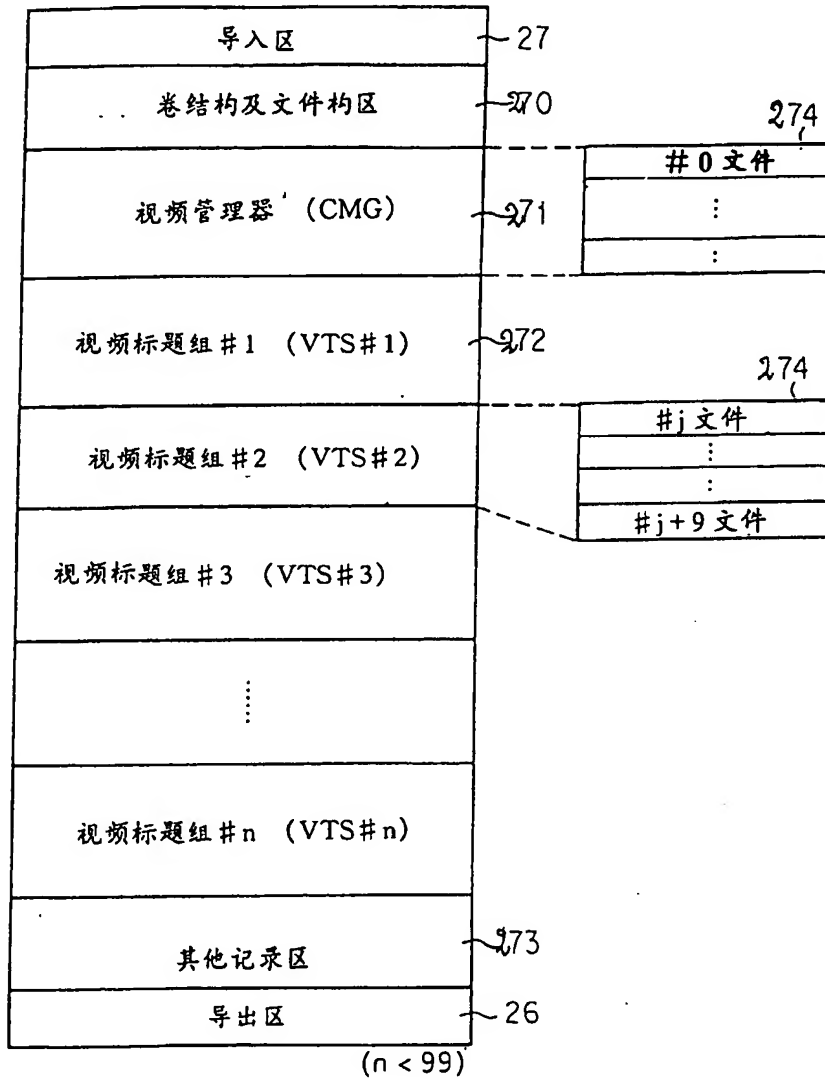 导入区 27
卷结构及文件构区 270
274
#0文件
⋮
:
视频管理器 (CMG) 271
视频标题组#1 (VTS#1) 272
274
#j文件
⋮
⋮
#j+9文件
视频标题组#2 (VTS#2)
视频标题组#3 (VTS#3)
⋮
视频标题组#n (VTS#n)
其他记录区 273
导出区 26
(n<99)